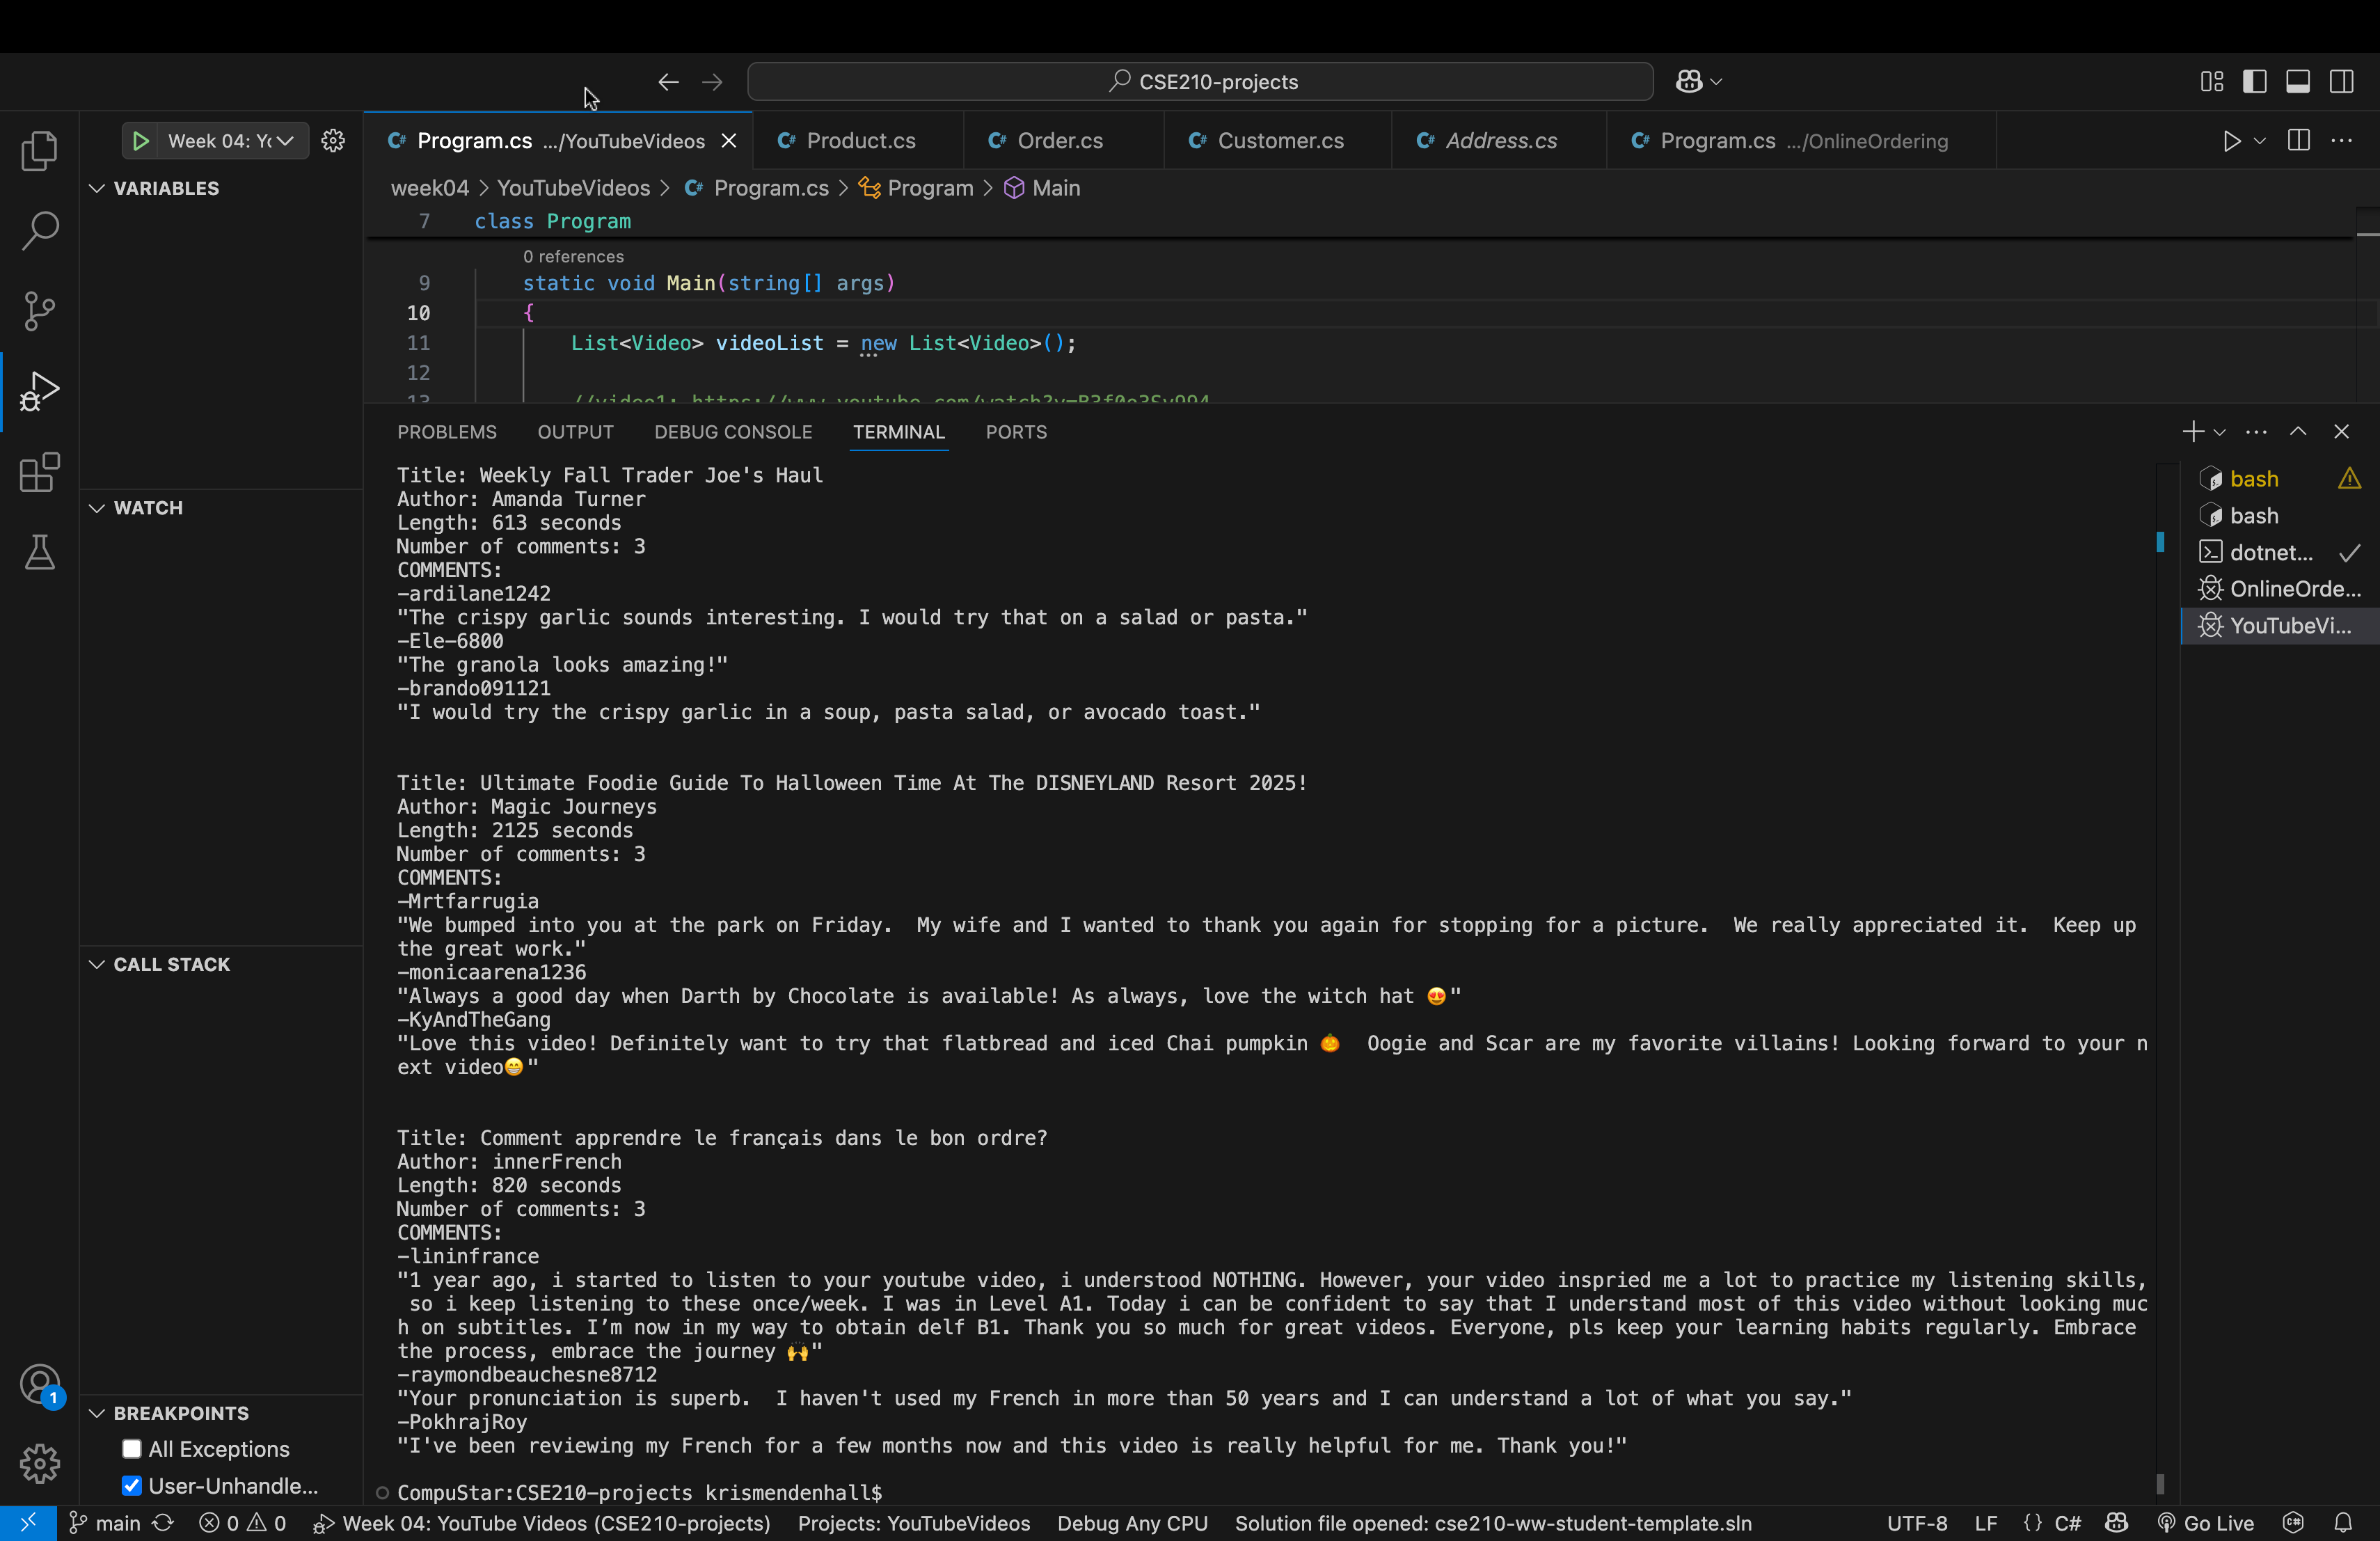 CSE210-projects
Week 04: Yo
Program.cs .../YouTubeVideos
Product.cs
Order.cs
Customer.cs
Address.cs
Program.cs .../OnlineOrdering
VARIABLES
week04 > YouTubeVideos > Program.cs > Program > Main
7 class Program
0 references
9 static void Main(string[] args)
10 {
11 List<Video> videoList = new List<Video>();
12
13 //video1: https://www.youtube.com/watch?v=
PROBLEMS OUTPUT DEBUG CONSOLE TERMINAL PORTS
Title: Weekly Fall Trader Joe's Haul
Author: Amanda Turner
Length: 613 seconds
Number of comments: 3
COMMENTS:
-ardilane1242
"The crispy garlic sounds interesting. I would try that on a salad or pasta."
-Ele-6800
"The granola looks amazing!"
-brando091121
"I would try the crispy garlic in a soup, pasta salad, or avocado toast."
Title: Ultimate Foodie Guide To Halloween Time At The DISNEYLAND Resort 2025!
Author: Magic Journeys
Length: 2125 seconds
Number of comments: 3
COMMENTS:
-Mrtfarrugia
"We bumped into you at the park on Friday.  My wife and I wanted to thank you again for stopping for a picture.  We really appreciated it.  Keep up
the great work."
-monicaarena1236
"Always a good day when Darth by Chocolate is available! As always, love the witch hat 😍"
-KyAndTheGang
"Love this video! Definitely want to try that flatbread and iced Chai pumpkin 🎃  Oogie and Scar are my favorite villains! Looking forward to your n
ext video😁"
Title: Comment apprendre le français dans le bon ordre?
Author: innerFrench
Length: 820 seconds
Number of comments: 3
COMMENTS:
-lininfrance
"1 year ago, i started to listen to your youtube video, i understood NOTHING. However, your video inspried me a lot to practice my listening skills,
so i keep listening to these once/week. I was in Level A1. Today i can be confident to say that I understand most of this video without looking muc
h on subtitles. I’m now in my way to obtain delf B1. Thank you so much for great videos. Everyone, pls keep your learning habits regularly. Embrace
the process, embrace the journey 🙌"
-raymondbeauchesne8712
"Your pronunciation is superb.  I haven't used my French in more than 50 years and I can understand a lot of what you say."
-PokhrajRoy
"I've been reviewing my French for a few months now and this video is really helpful for me. Thank you!"
CompuStar:CSE210-projects krismendenhall$
bash
bash
dotnet...
OnlineOrde...
YouTubeVi...
WATCH
CALL STACK
BREAKPOINTS
All Exceptions
User-Unhandle...
1
main 0 0 Week 04: YouTube Videos (CSE210-projects) Projects: YouTubeVideos Debug Any CPU Solution file opened: cse210-ww-student-template.sln UTF-8 LF {} C# Go Live